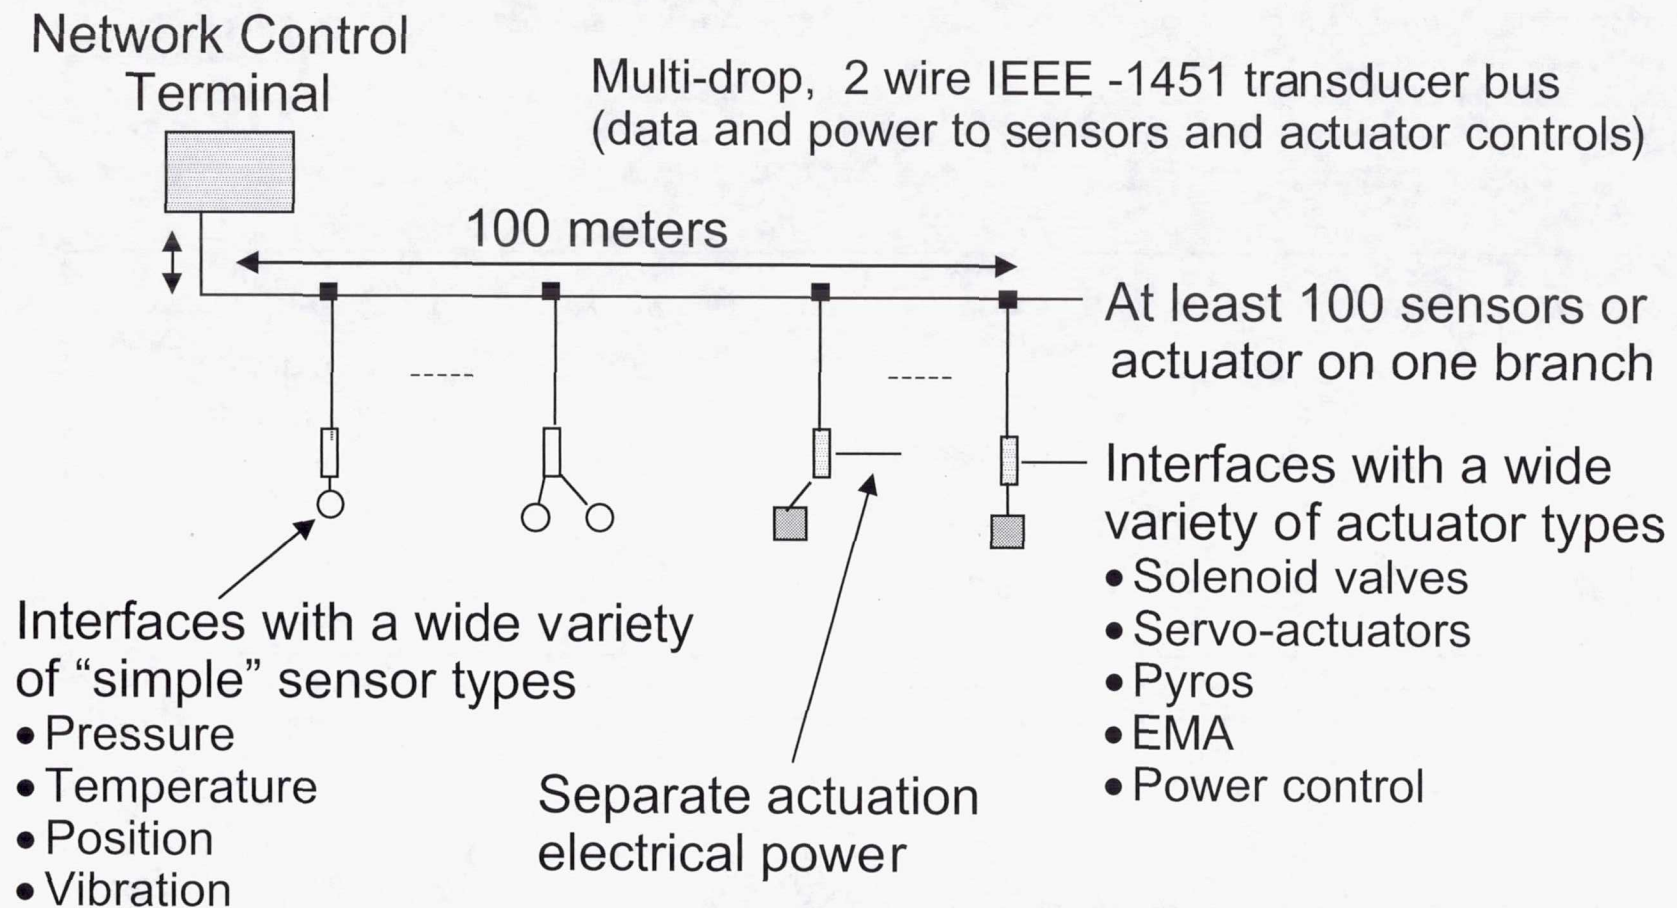 Network Control
Terminal
Multi-drop, 2 wire IEEE -1451 transducer bus
(data and power to sensors and actuator controls)
100 meters
At least 100 sensors or
actuator on one branch
Interfaces with a wide
variety of actuator types
• Solenoid valves
• Servo-actuators
• Pyros
• EMA
• Power control
Interfaces with a wide variety
of “simple” sensor types
• Pressure
• Temperature
• Position
• Vibration
Separate actuation
electrical power